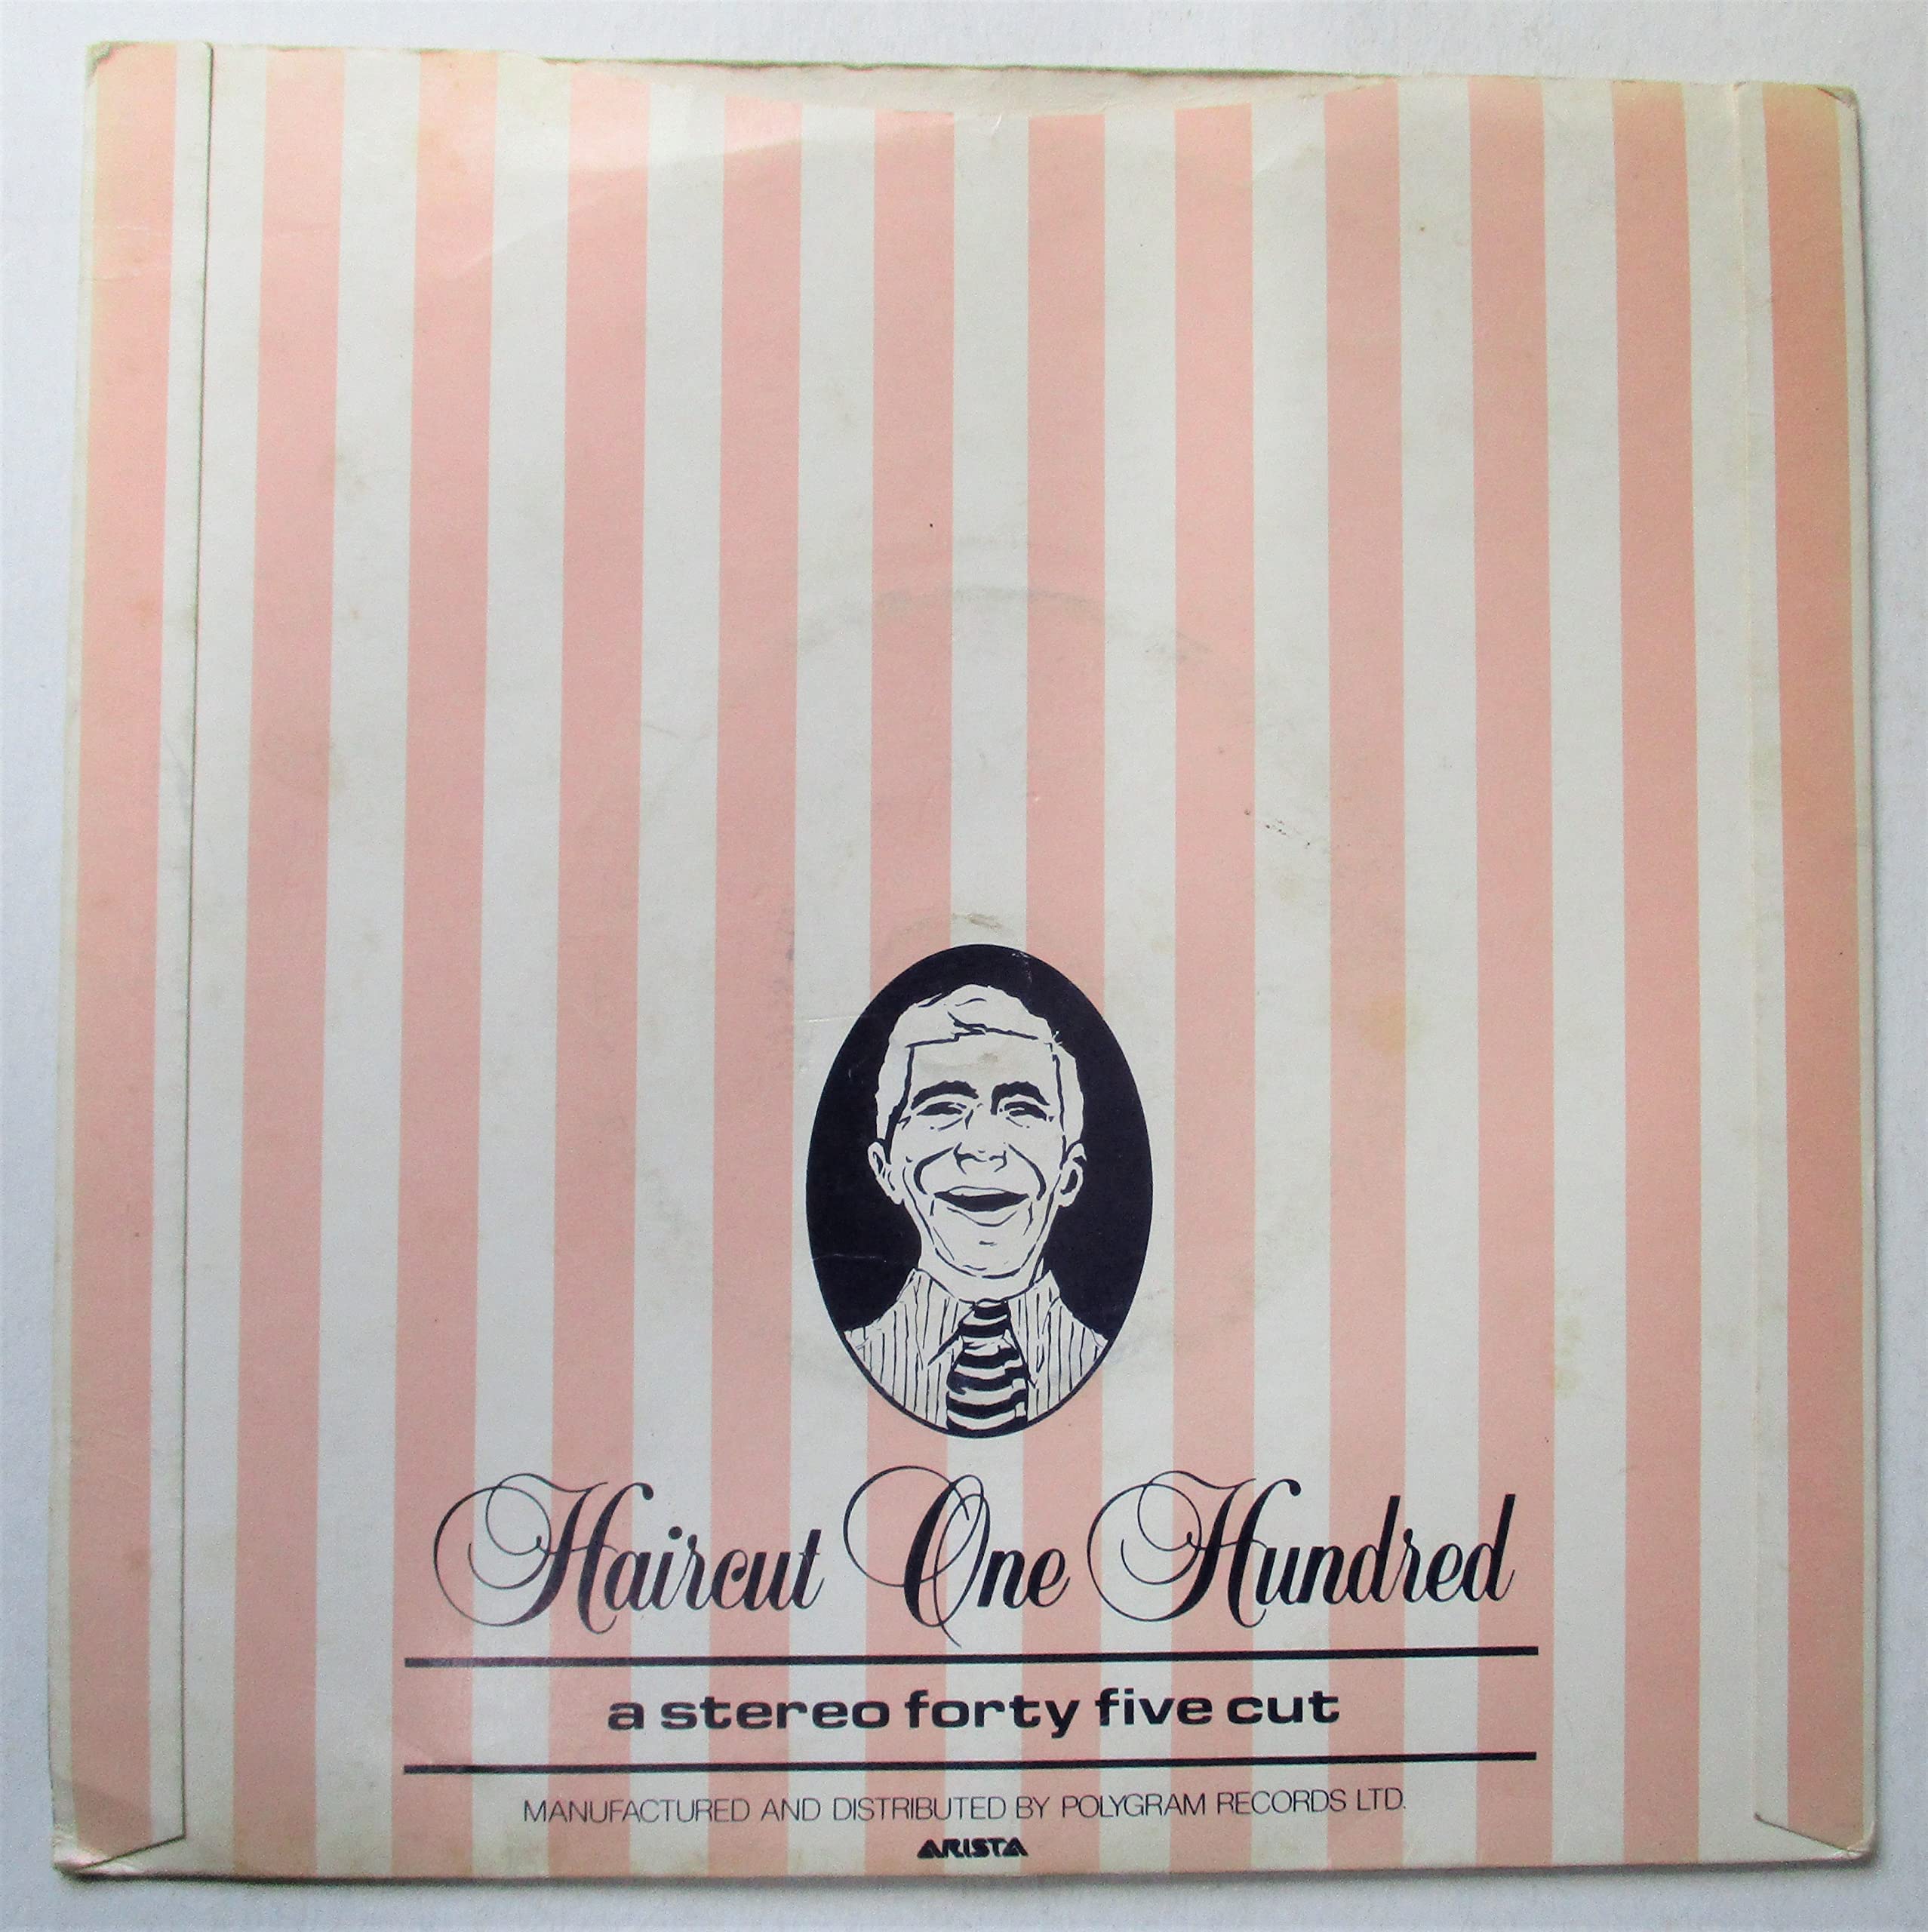 Haircut One Hundred
a stereo forty five cut
MANUFACTURED AND DISTRIBUTED BY POLYGRAM RECORDS LTD.
ARISTA